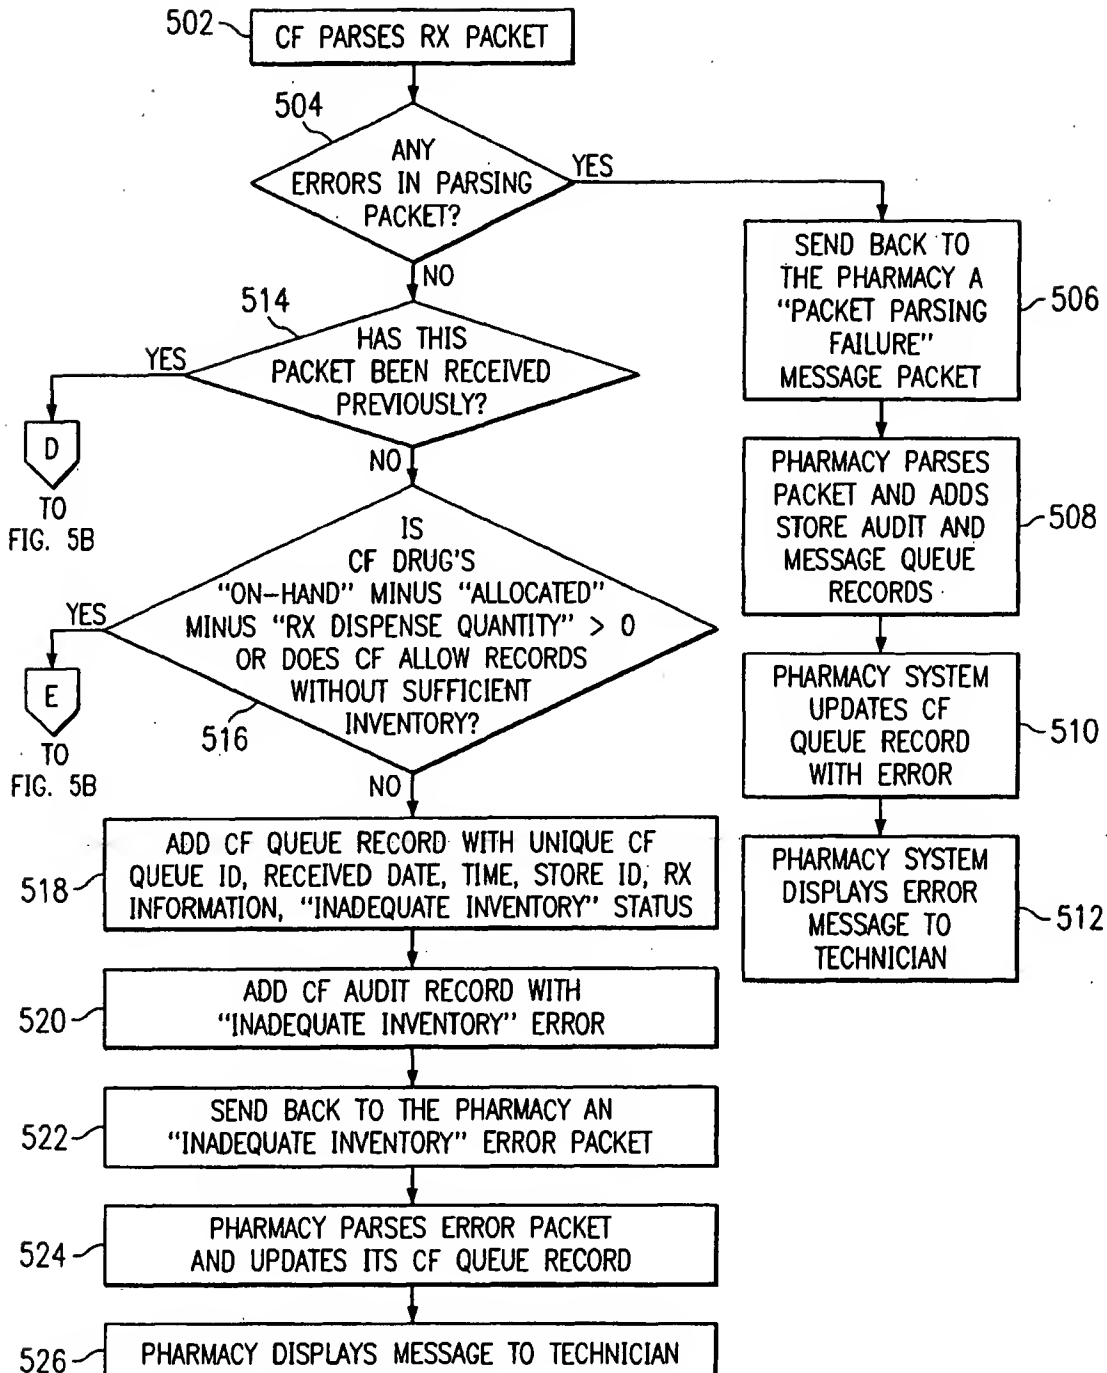 502
CF PARSES RX PACKET
504
ANY
ERRORS IN PARSING
PACKET?
YES
NO
SEND BACK TO
THE PHARMACY A
"PACKET PARSING
FAILURE"
MESSAGE PACKET
506
514
HAS THIS
PACKET BEEN RECEIVED
PREVIOUSLY?
YES
D
TO
FIG. 5B
NO
PHARMACY PARSES
PACKET AND ADDS
STORE AUDIT AND
MESSAGE QUEUE
RECORDS
508
IS
CF DRUG'S
"ON-HAND" MINUS "ALLOCATED"
MINUS "RX DISPENSE QUANTITY" > 0
OR DOES CF ALLOW RECORDS
WITHOUT SUFFICIENT
INVENTORY?
516
YES
E
TO
FIG. 5B
NO
PHARMACY SYSTEM
UPDATES CF
QUEUE RECORD
WITH ERROR
510
PHARMACY SYSTEM
DISPLAYS ERROR
MESSAGE TO
TECHNICIAN
512
518
ADD CF QUEUE RECORD WITH UNIQUE CF
QUEUE ID, RECEIVED DATE, TIME, STORE ID, RX
INFORMATION, "INADEQUATE INVENTORY" STATUS
520
ADD CF AUDIT RECORD WITH
"INADEQUATE INVENTORY" ERROR
522
SEND BACK TO THE PHARMACY AN
"INADEQUATE INVENTORY" ERROR PACKET
524
PHARMACY PARSES ERROR PACKET
AND UPDATES ITS CF QUEUE RECORD
526
PHARMACY DISPLAYS MESSAGE TO TECHNICIAN